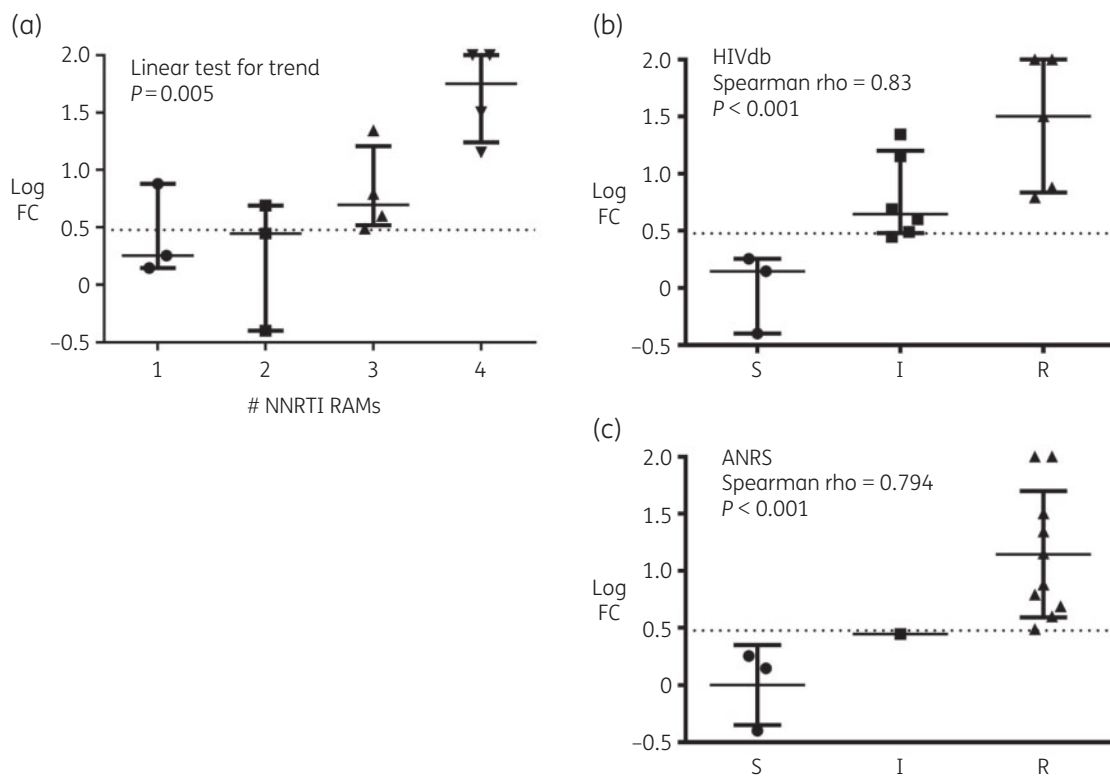 (a)
Linear test for trend
P = 0.005
2.0
1.5
1.0
0.5
0
−0.5
Log
FC
1 2 3 4
# NNRTI RAMs
(b)
HIVdb
Spearman rho = 0.83
P < 0.001
2.0
1.5
1.0
0.5
0
−0.5
Log
FC
S I R
(c)
ANRS
Spearman rho = 0.794
P < 0.001
2.0
1.5
1.0
0.5
0
−0.5
Log
FC
S I R